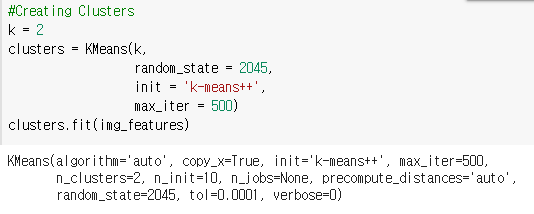 #Creating Clusters
k = 2
clusters = KMeans(k,
random_state = 2045,
init = 'k-means++',
max_iter = 500)
clusters.fit(img_features)
KMeans(algorithm='auto', copy_x=True, init='k-means++', max_iter=500,
n_clusters=2, n_init=10, n_jobs=None, precompute_distances='auto',
random_state=2045, tol=0.0001, verbose=0)